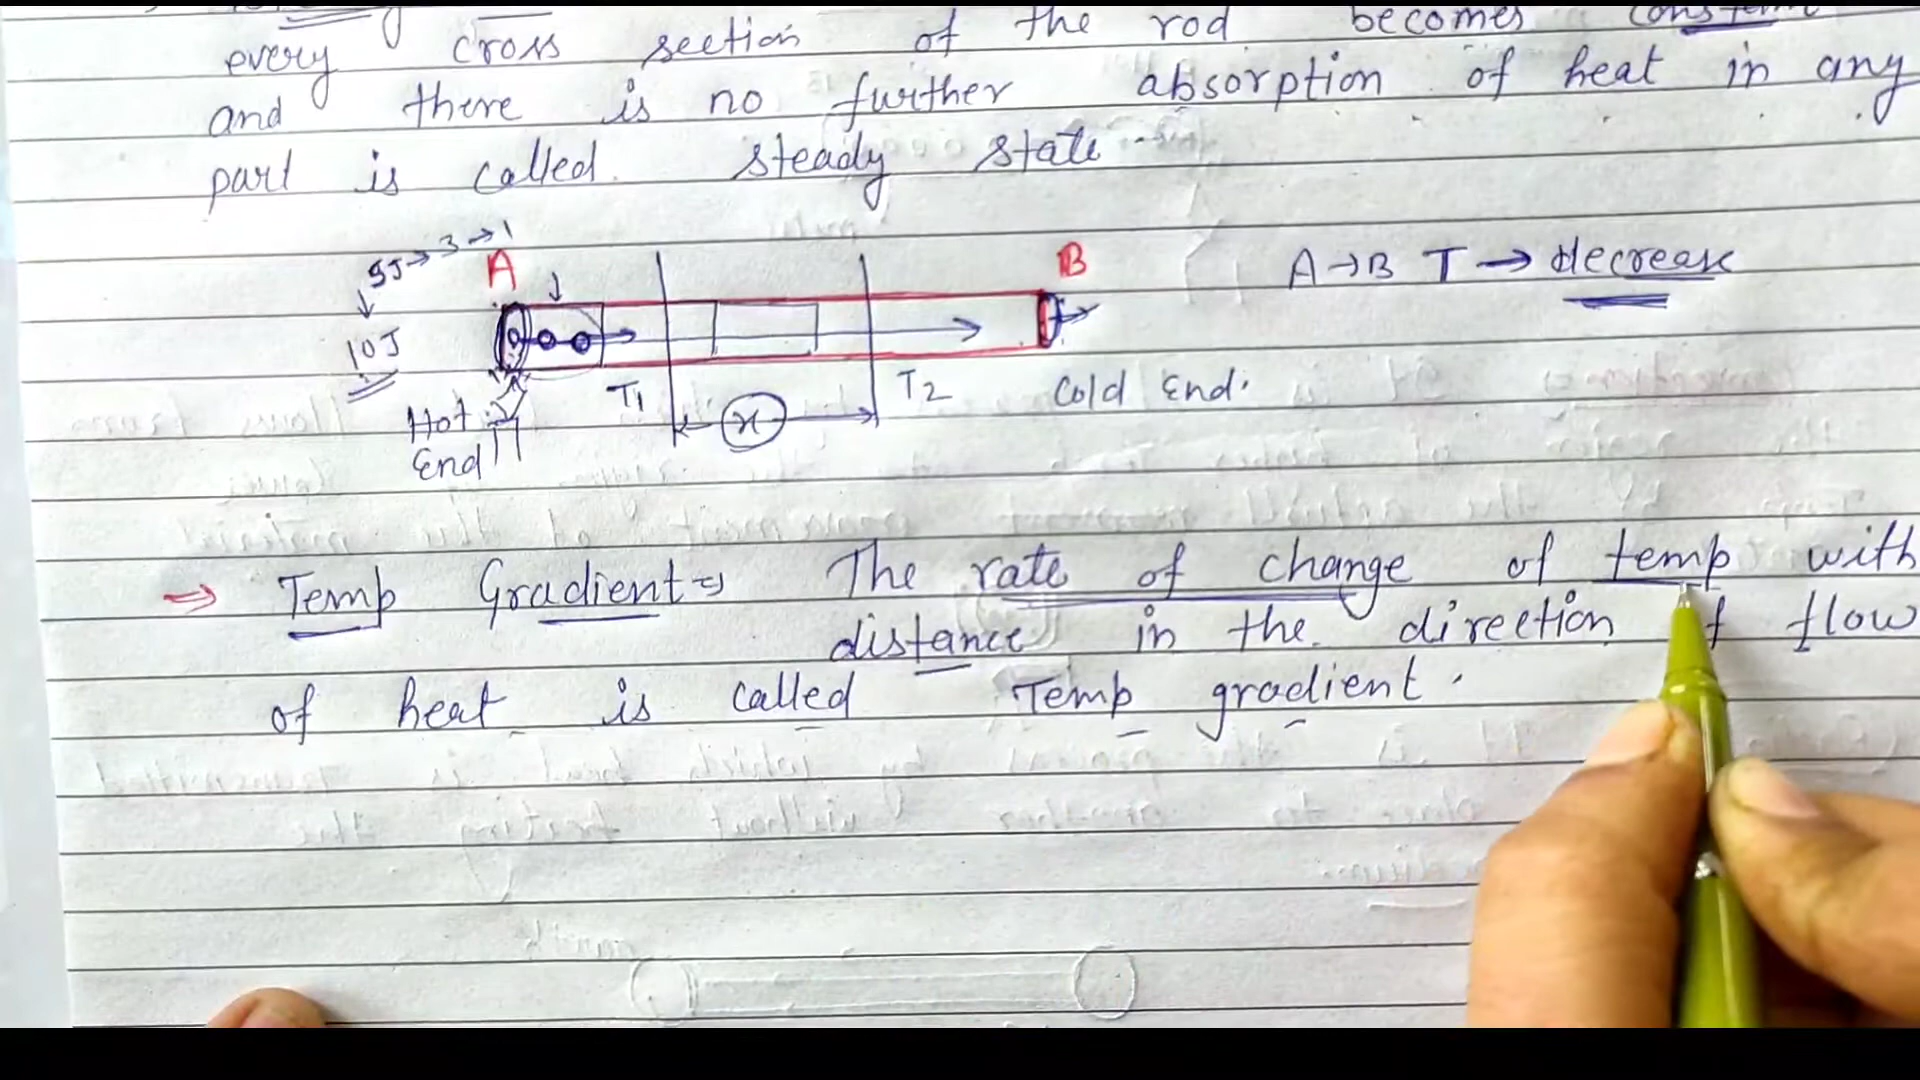 every cross section of the rod becomes constant
and there is no further absorption of heat in any
part is called. steady state
5J → 3 → 1
A
B
A → B T → decrease
10J
T1
T2
Cold End.
x
Hot
End
⇒ Temp Gradient ⇒ The rate of change of temp with
distance in the direction of flow
of heat is called Temp gradient.